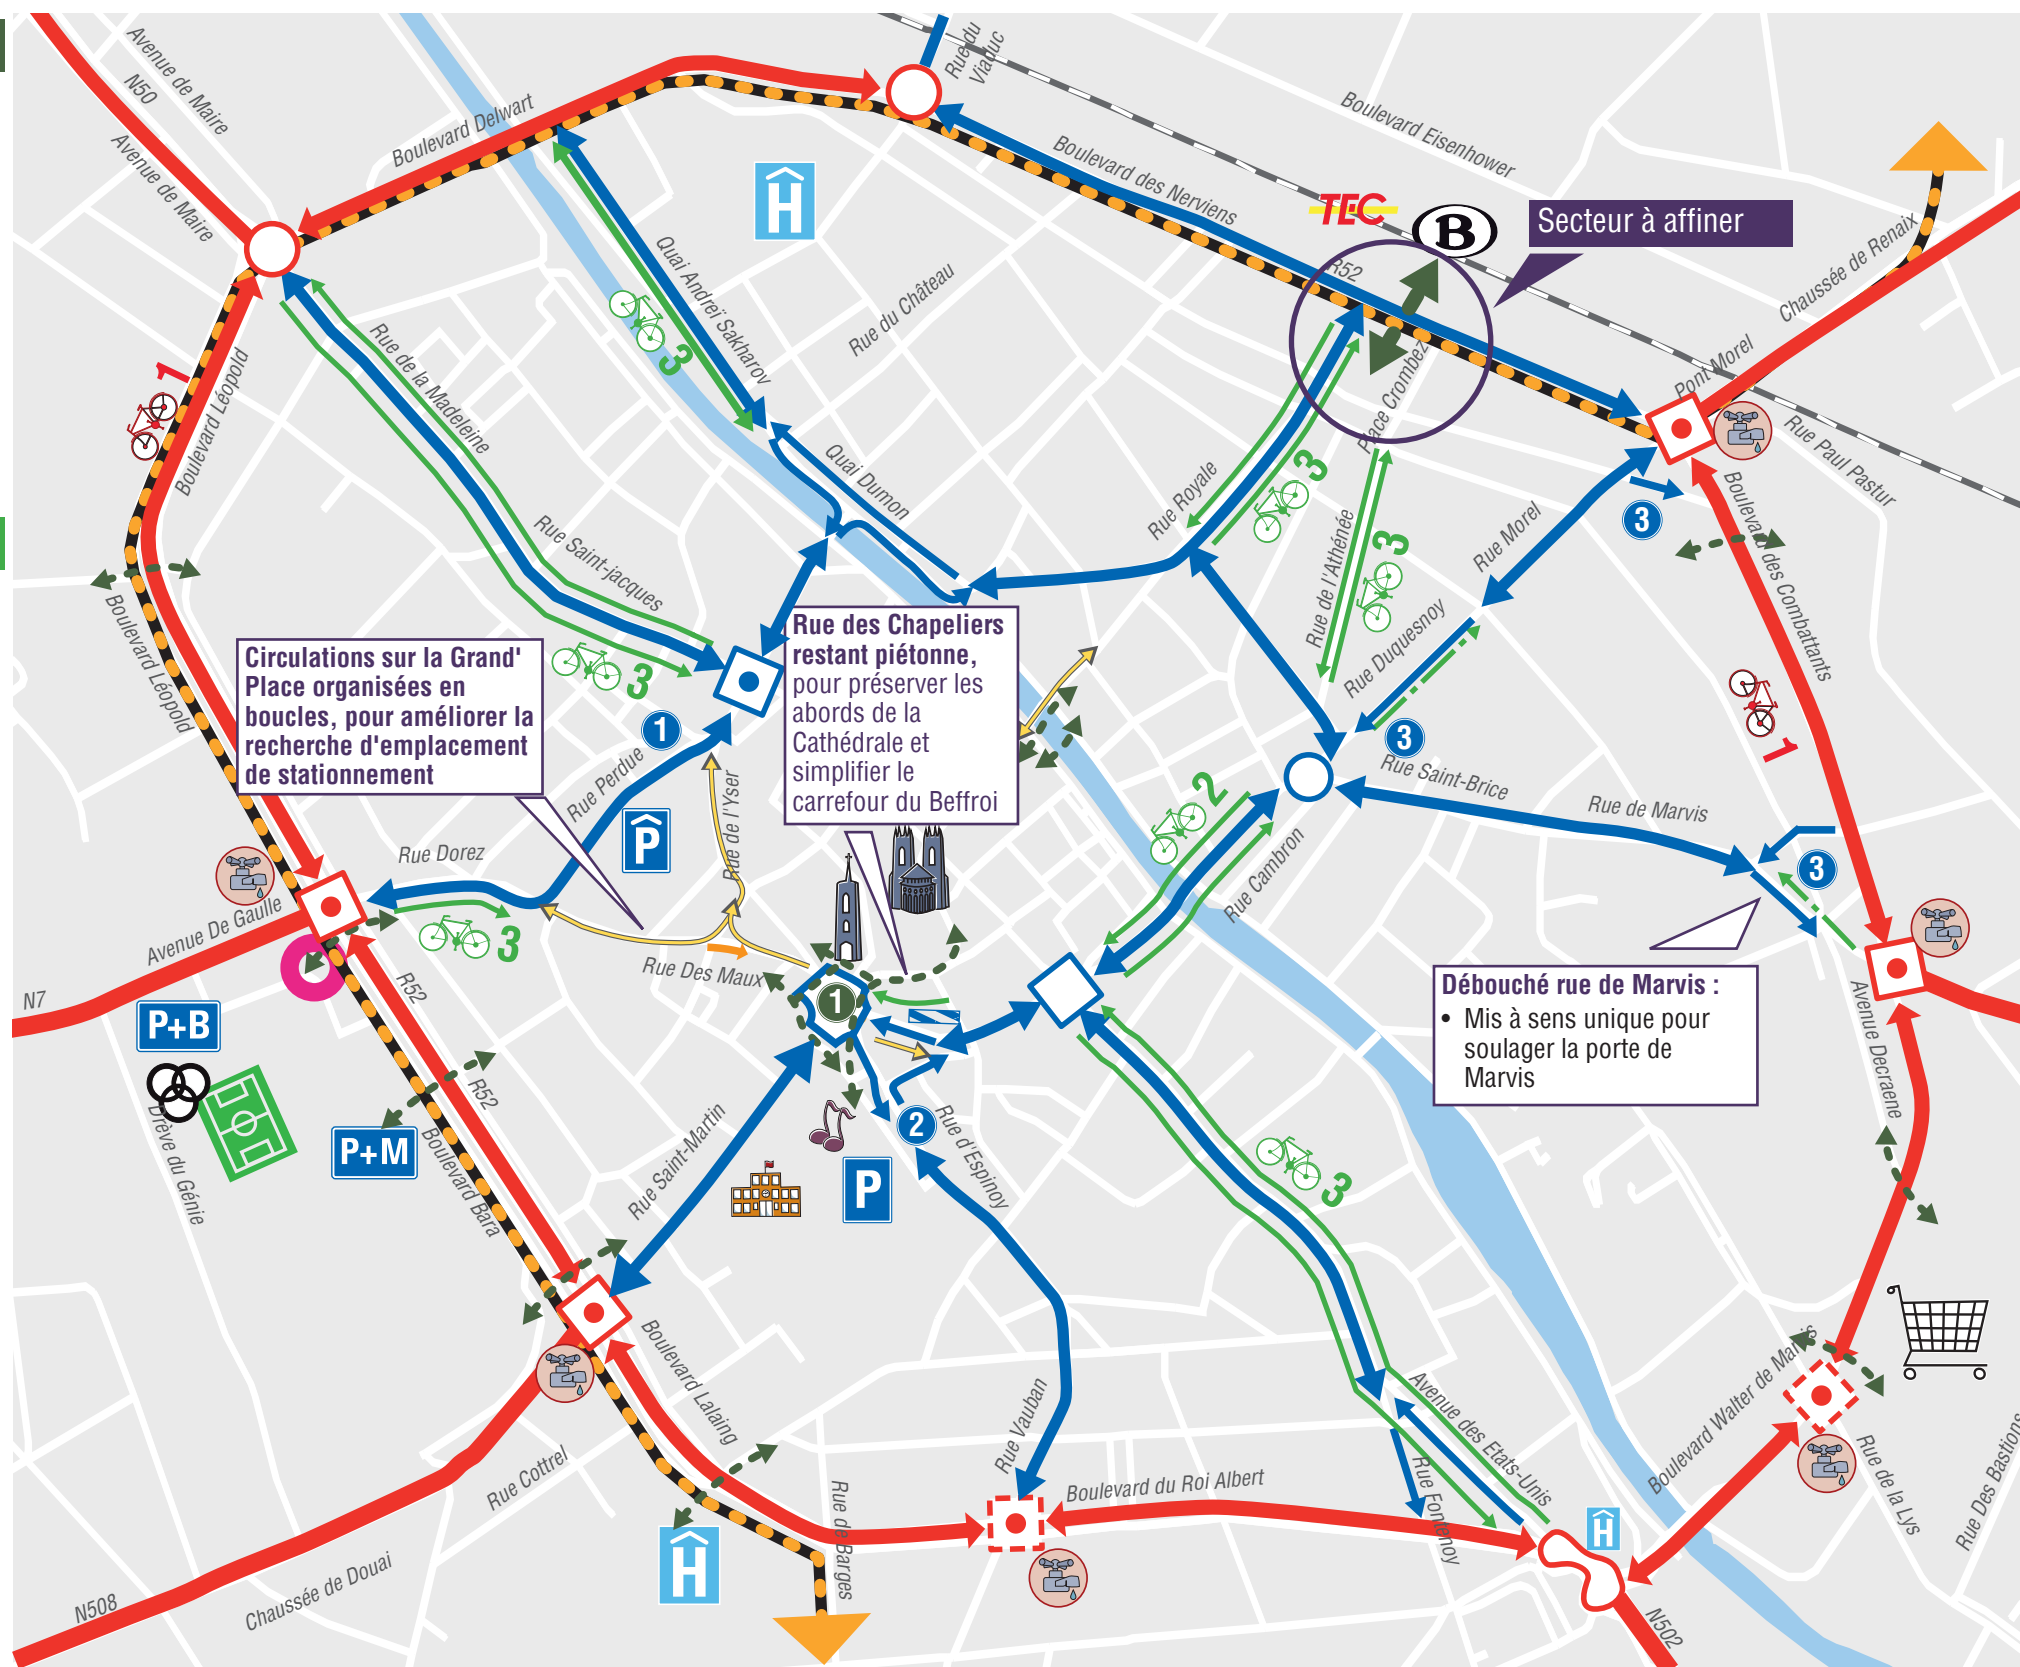 Avenue de Maire
N50
Avenue de Maire
Boulevard Delwart
Rue du
Viaduc
Boulevard Eisenhower
Boulevard des Nerviens
TEC
B
Secteur à affiner
R52
Chaussée de Renaix
Pont Morel
Rue Paul Pastur
H
Quai Andreï Sakharov
3
Rue du Château
Rue de la Madeleine
1
Boulevard Léopold
Place Crombez
Quai Dumon
Rue Royale
3
Rue de l'Athénée
3
Rue Morel
3
Boulevard des Combattants
Rue Saint-jacques
3
Boulevard Léopold
Rue Duquesnoy
3
Rue des Chapeliers
restant piétonne,
pour préserver les
abords de la
Cathédrale et
simplifier le
carrefour du Beffroi
Circulations sur la Grand'
Place organisées en
boucles, pour améliorer la
recherche d'emplacement
de stationnement
1
Rue Perdue
P
Rue de l'Yser
Rue Dorez
3
Avenue De Gaulle
N7
R52
Rue Des Maux
1
2
Rue Cambron
Rue Saint-Brice
Rue de Marvis
1
3
Débouché rue de Marvis :
• Mis à sens unique pour
soulager la porte de
Marvis
Avenue Decraene
P+B
P+M
R52
Drève du Génie
Boulevard Bara
Rue Saint-Martin
2
P
Rue d'Espinoy
3
Boulevard Lalaing
Rue Cottrel
Rue Vauban
Boulevard du Roi Albert
Avenue des Etats-Unis
Rue Fontenoy
Rue de Barges
H
H
Boulevard Walter de
Rue de la Lys
Rue Des Bastions
N508
Chaussée de Douai
N502